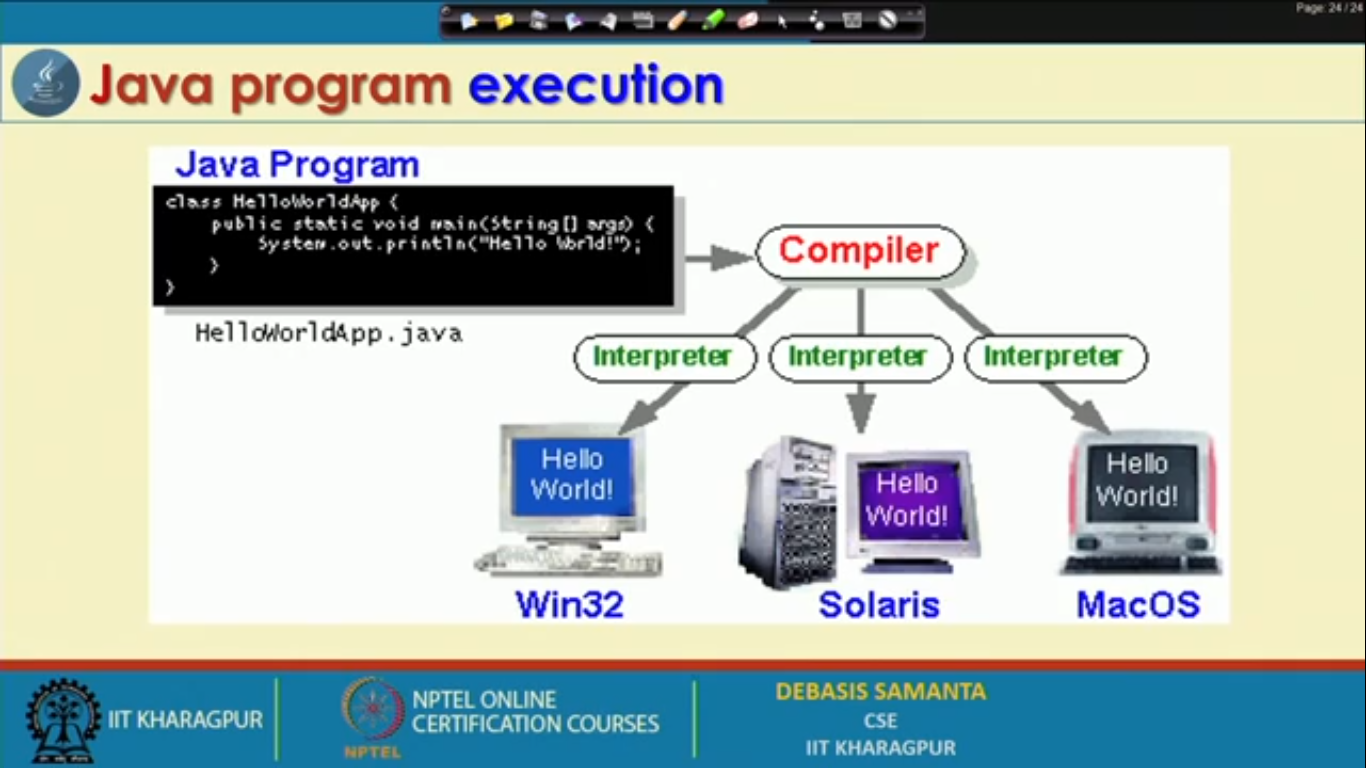 Page: 24 / 24
Java program execution
Java Program
class HelloWorldApp {
public static void main(String[] args) {
System.out.println("Hello World!");
}
}
HelloWorldApp.java
Compiler
Interpreter
Interpreter
Interpreter
Hello
World!
Hello
World!
Hello
World!
Win32
Solaris
MacOS
IIT KHARAGPUR
NPTEL
NPTEL ONLINE
CERTIFICATION COURSES
DEBASIS SAMANTA
CSE
IIT KHARAGPUR